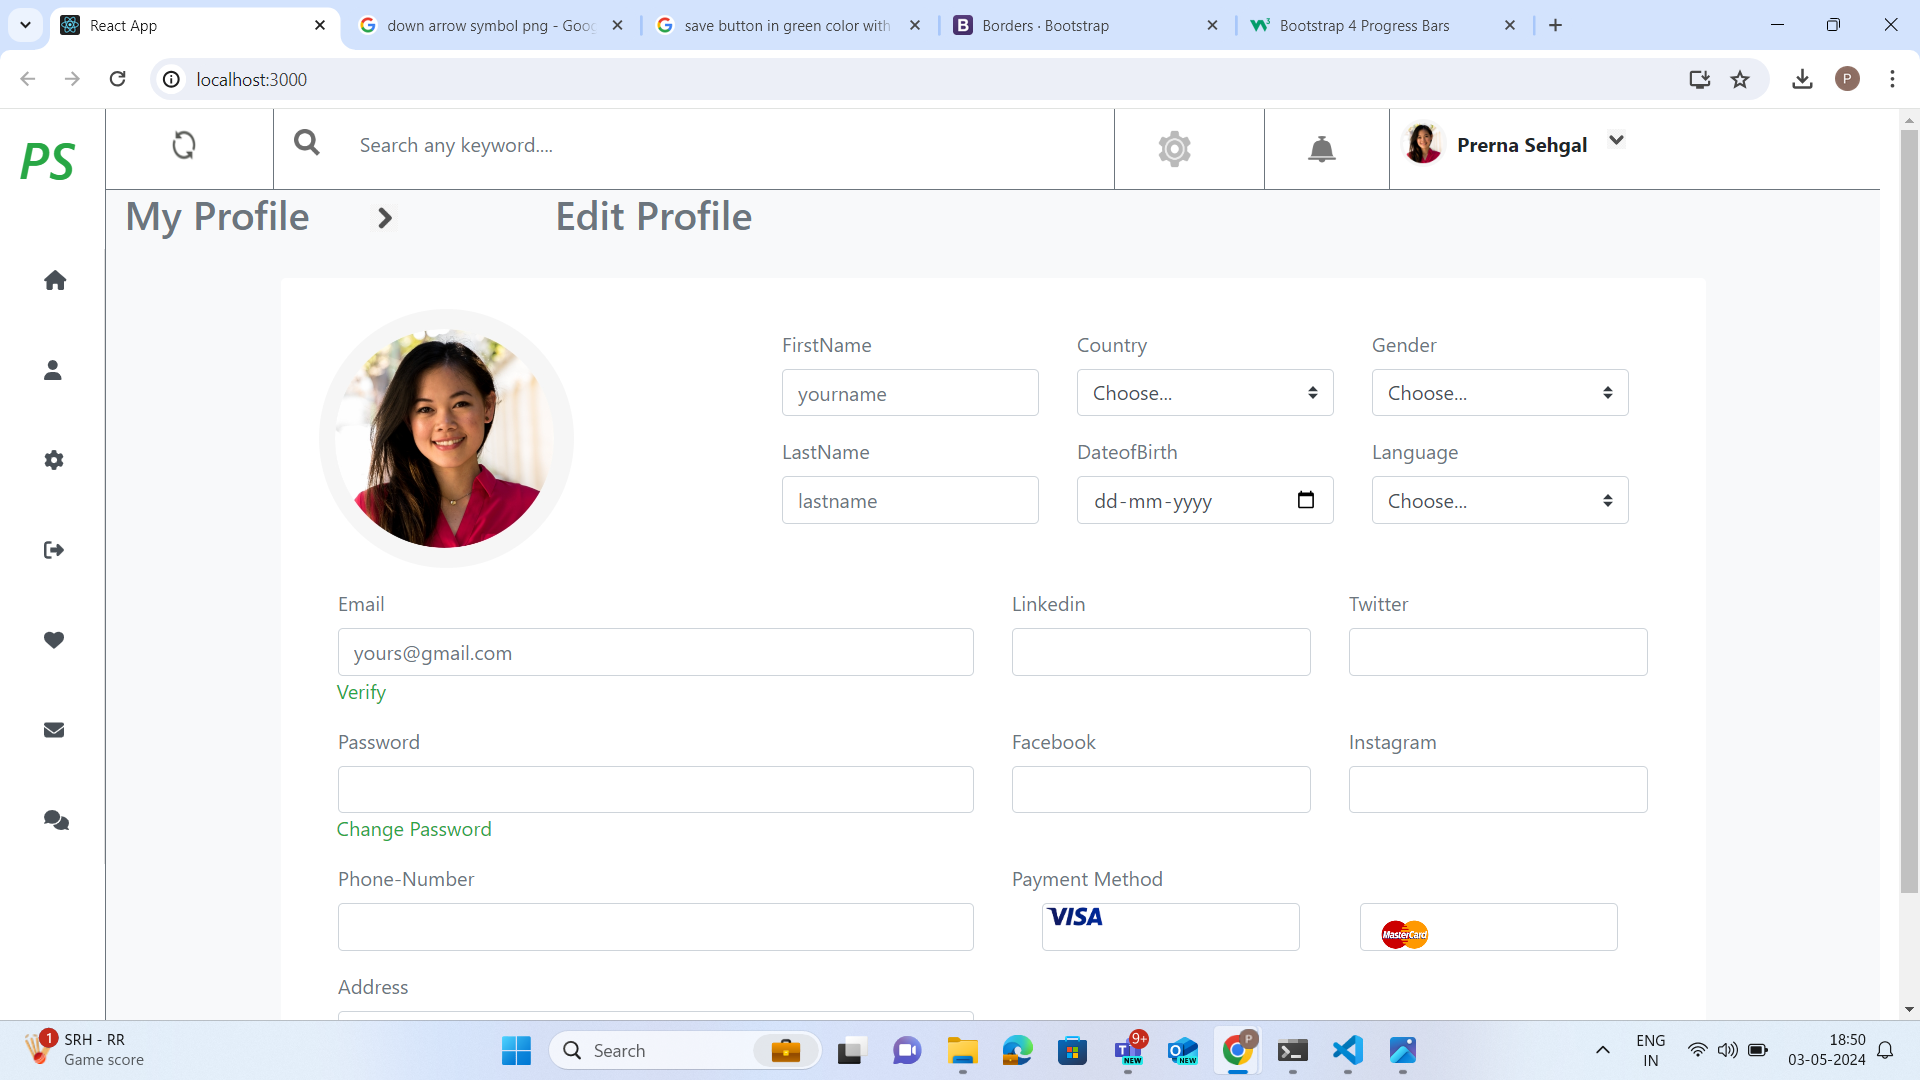 React App
down arrow symbol png - Goog
save button in green color with
Borders · Bootstrap
Bootstrap 4 Progress Bars
localhost:3000
P
PS
Search any keyword....
Prerna Sehgal
My Profile
Edit Profile
FirstName
Country
Gender
yourname
Choose...
Choose...
LastName
DateofBirth
Language
lastname
dd-mm-yyyy
Choose...
Email
Linkedin
Twitter
yours@gmail.com
Verify
Password
Facebook
Instagram
Change Password
Phone-Number
Payment Method
VISA
MasterCard
Address
1
SRH - RR
Game score
Search
9+
NEW
NEW
P
ENG
IN
18:50
03-05-2024